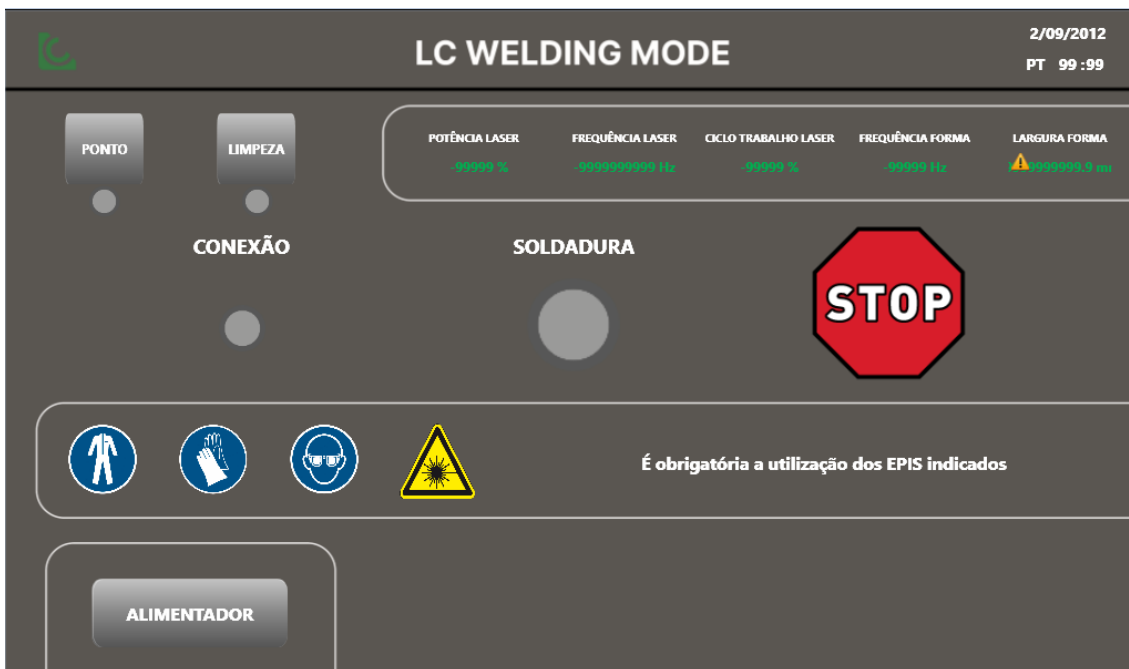 LC WELDING MODE
2/09/2012
PT 99 :99
PONTO
LIMPEZA
POTÊNCIA LASER
FREQUÊNCIA LASER
CICLO TRABALHO LASER
FREQUÊNCIA FORMA
LARGURA FORMA
-99999 %
-9999999999 Hz
-99999 %
-99999 Hz
CONEXÃO
SOLDADURA
STOP
É obrigatória a utilização dos EPIS indicados
ALIMENTADOR